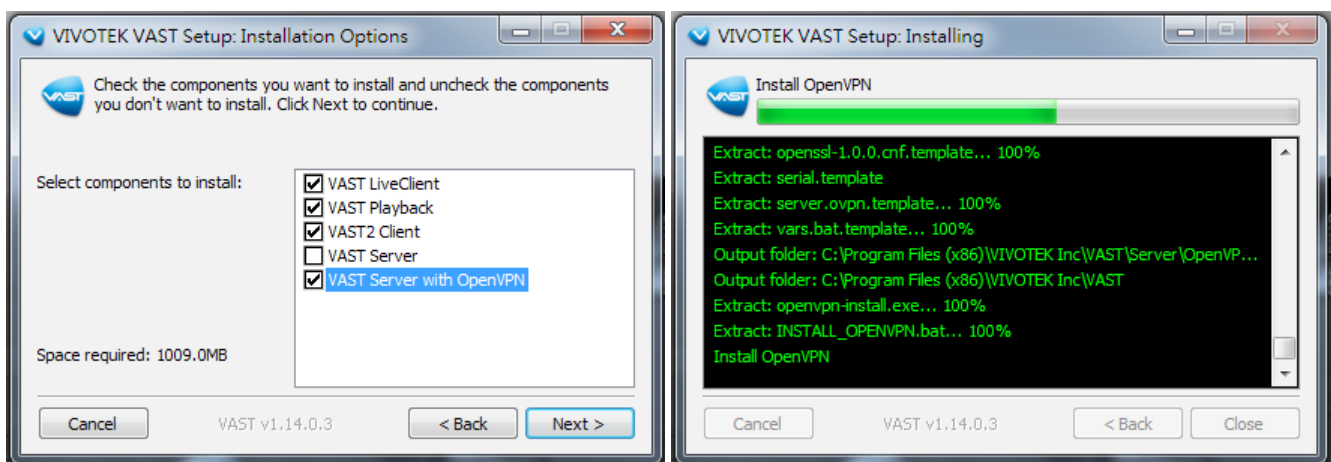 VIVOTEK VAST Setup: Installation Options
Check the components you want to install and uncheck the components
you don't want to install. Click Next to continue.
Select components to install:
VAST LiveClient
VAST Playback
VAST2 Client
VAST Server
VAST Server with OpenVPN
Space required: 1009.0MB
Cancel
VAST v1.14.0.3
< Back
Next >
VIVOTEK VAST Setup: Installing
Install OpenVPN
Extract: openssl-1.0.0.cnf.template... 100%
Extract: serial.template
Extract: server.ovpn.template... 100%
Extract: vars.bat.template... 100%
Output folder: C:\Program Files (x86)\VIVOTEK Inc\VAST\Server\OpenVP...
Output folder: C:\Program Files (x86)\VIVOTEK Inc\VAST
Extract: openvpn-install.exe... 100%
Extract: INSTALL_OPENVPN.bat... 100%
Install OpenVPN
Cancel
VAST v1.14.0.3
< Back
Close
VAST
VAST